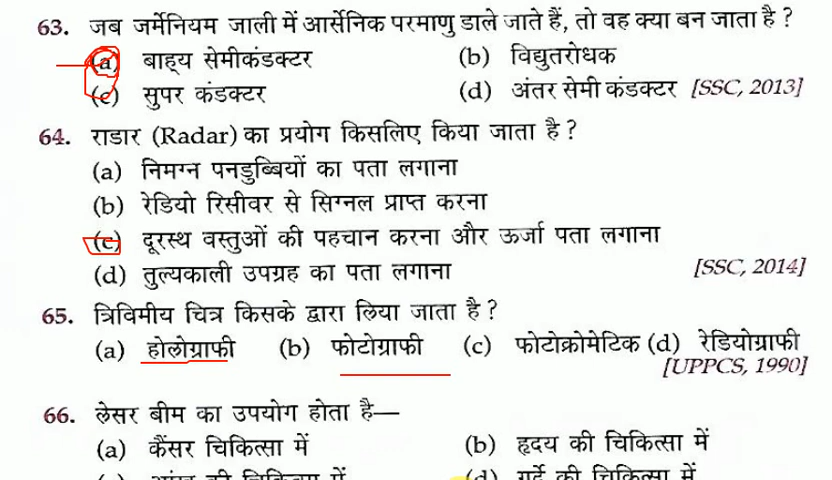 63. जब जर्मेनियम जाली में आर्सेनिक परमाणु डाले जाते हैं, तो वह क्या बन जाता है ?
(a) बाह्य सेमीकंडक्टर (b) विद्युतरोधक
(c) सुपर कंडक्टर (d) अंतर सेमी कंडक्टर [SSC, 2013]
64. राडार (Radar) का प्रयोग किसलिए किया जाता है ?
(a) निमग्न पनडुब्बियों का पता लगाना
(b) रेडियो रिसीवर से सिग्नल प्राप्त करना
(c) दूरस्थ वस्तुओं की पहचान करना और ऊर्जा पता लगाना
(d) तुल्यकाली उपग्रह का पता लगाना [SSC, 2014]
65. त्रिविमीय चित्र किसके द्वारा लिया जाता है ?
(a) होलोग्राफी (b) फोटोग्राफी (c) फोटोक्रोमेटिक (d) रेडियोग्राफी
[UPPCS, 1990]
66. लेसर बीम का उपयोग होता है—
(a) कैंसर चिकित्सा में (b) हृदय की चिकित्सा में
(d) गुर्दे की चिकित्सा में